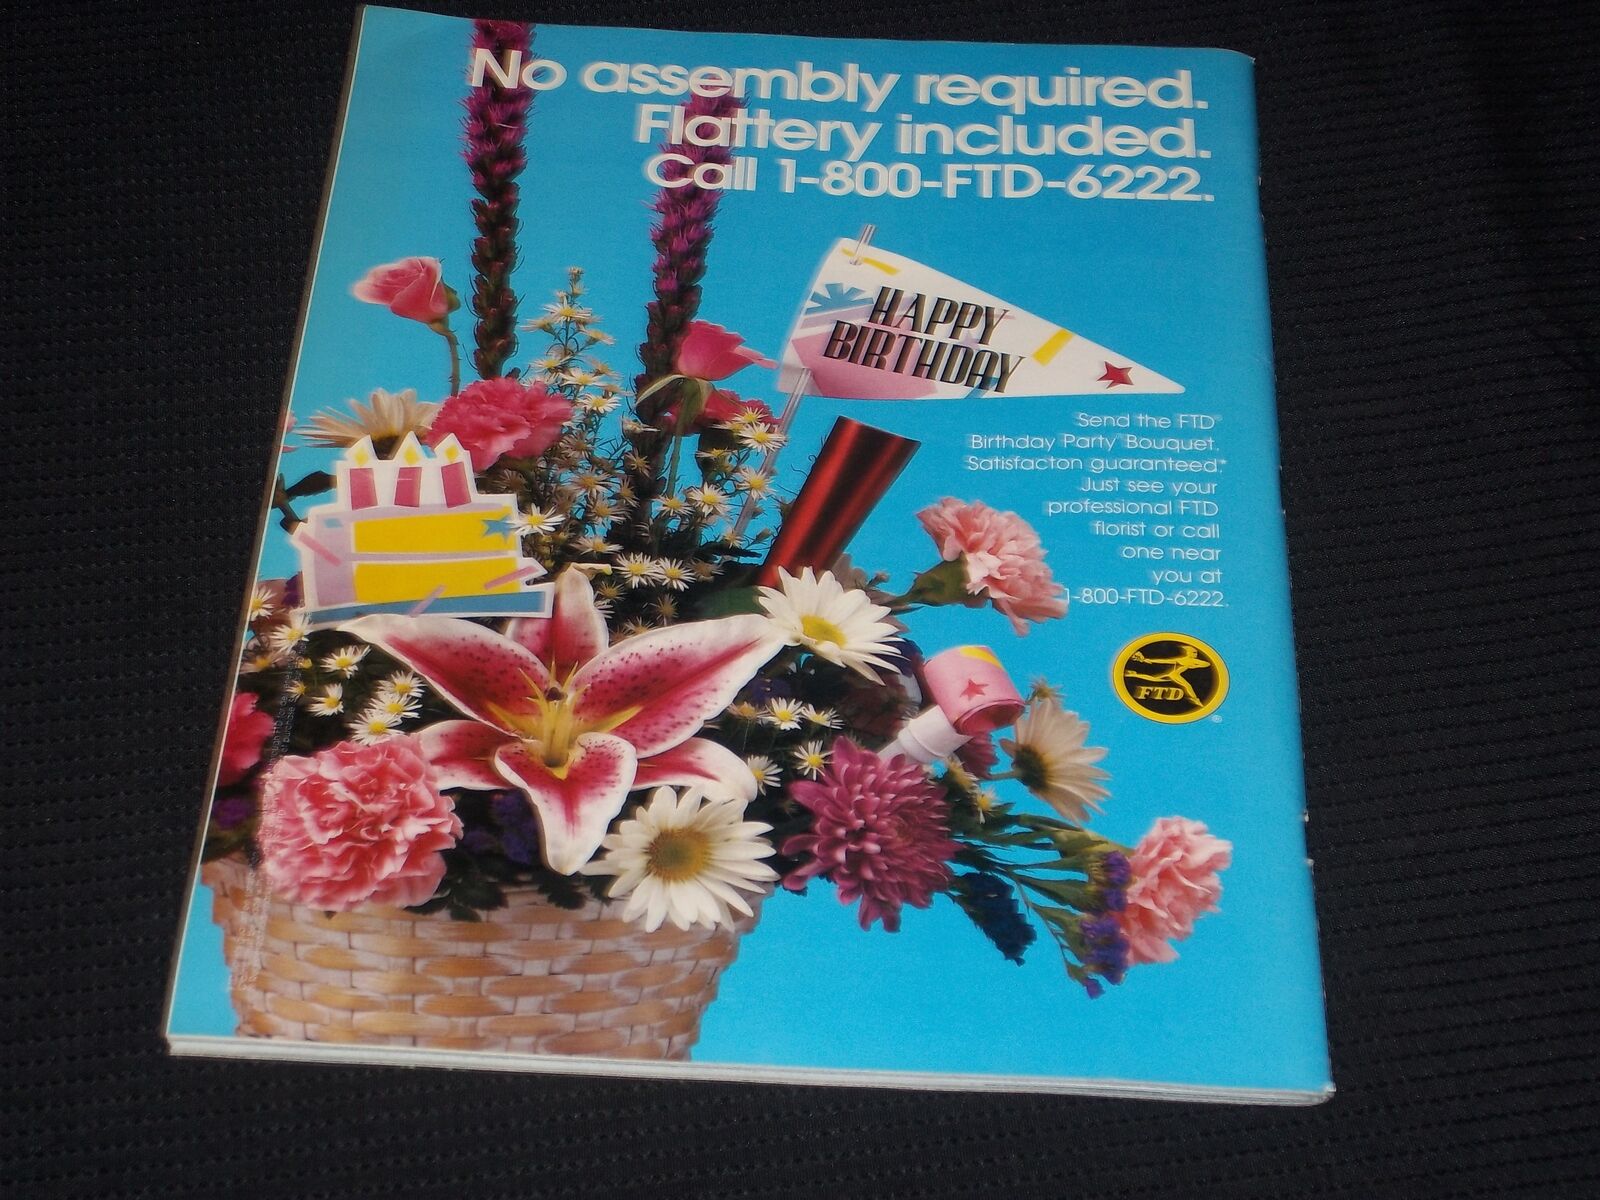 No assembly required.
Flattery included.
Call 1-800-FTD-6222.
HAPPY
BIRTHDAY
Send the FTD®
Birthday Party™ Bouquet.
Satisfacton guaranteed.*
Just see your
professional FTD
florist or call
one near
you at
1-800-FTD-6222.
FTD
®